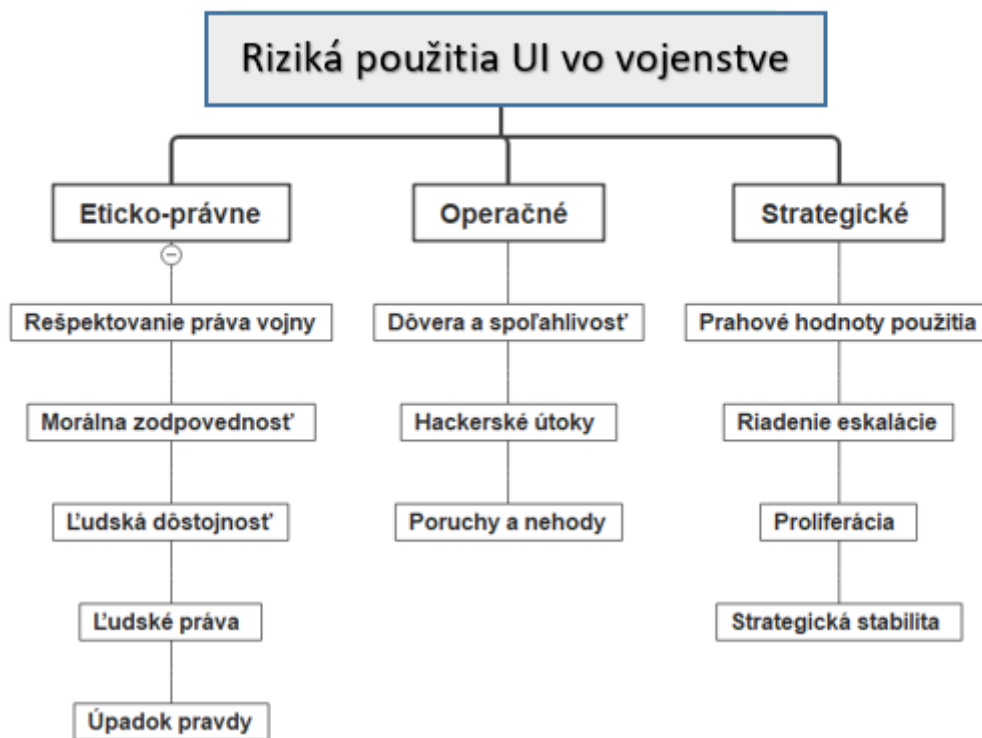 Riziká použitia UI vo vojenstve
Eticko-právne
Rešpektovanie práva vojny
Morálna zodpovednosť
Ľudská dôstojnosť
Ľudské práva
Úpadok pravdy
Operačné
Dôvera a spoľahlivosť
Hackerské útoky
Poruchy a nehody
Strategické
Prahové hodnoty použitia
Riadenie eskalácie
Proliferácia
Strategická stabilita